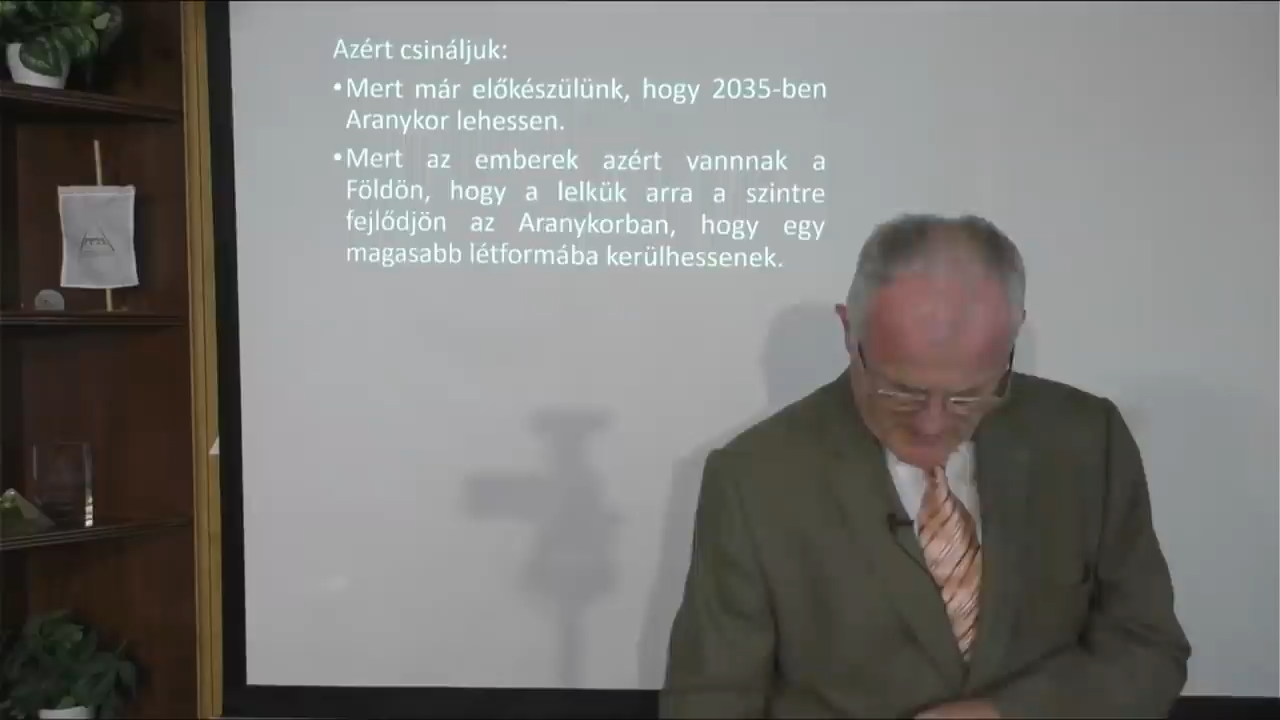 Azért csináljuk:
•Mert már előkészülünk, hogy 2035-ben
Aranykor lehessen.
•Mert az emberek azért vannnak a
Földön, hogy a lelkük arra a szintre
fejlődjön az Aranykorban, hogy egy
magasabb létformába kerülhessenek.